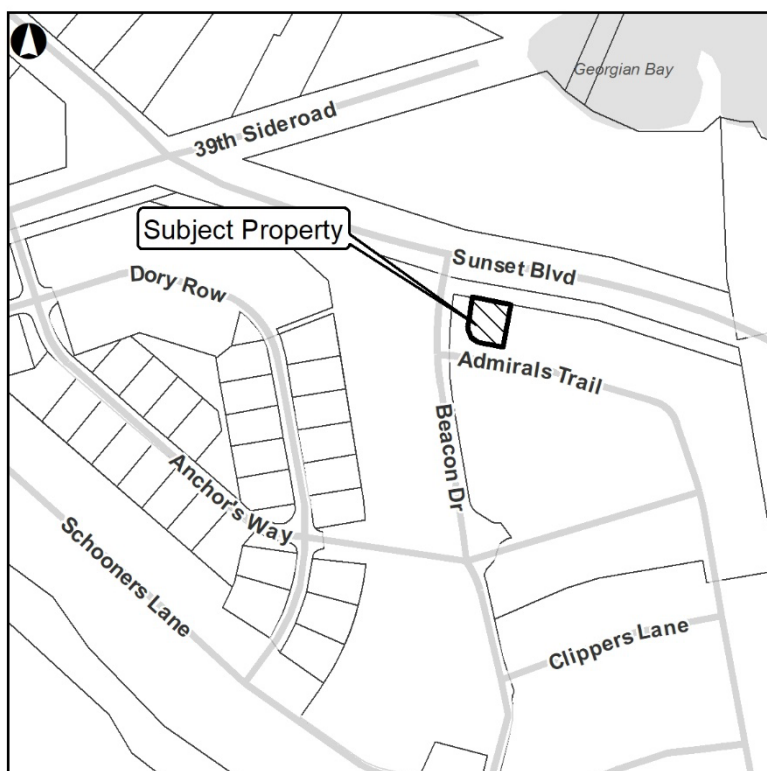 Georgian Bay
39th Sideroad
Subject Property
Sunset Blvd
Dory Row
Admirals Trail
Beacon Dr
Anchor's Way
Schooners Lane
Clippers Lane